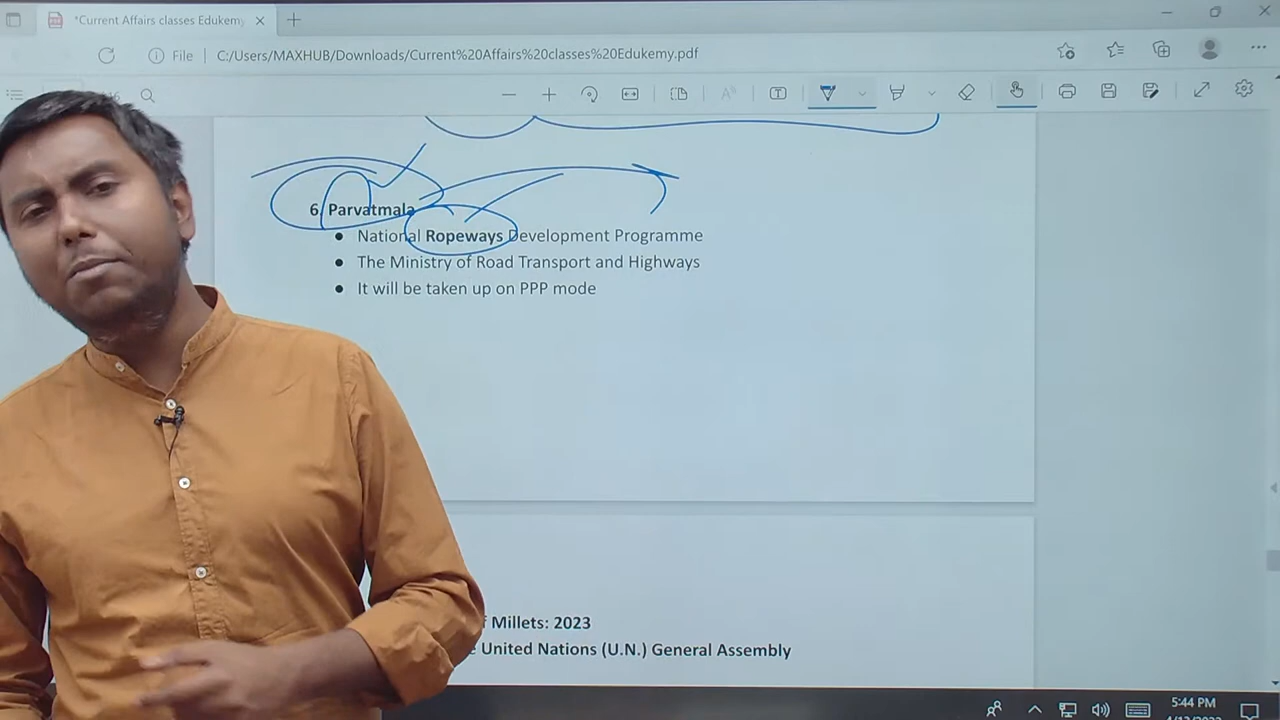 *Current Affairs classes Edukemy
File C:/Users/MAXHUB/Downloads/Current%20Affairs%20classes%20Edukemy.pdf
6. Parvatmala
● National Ropeways Development Programme
● The Ministry of Road Transport and Highways
● It will be taken up on PPP mode
Millets: 2023
United Nations (U.N.) General Assembly
5:44 PM